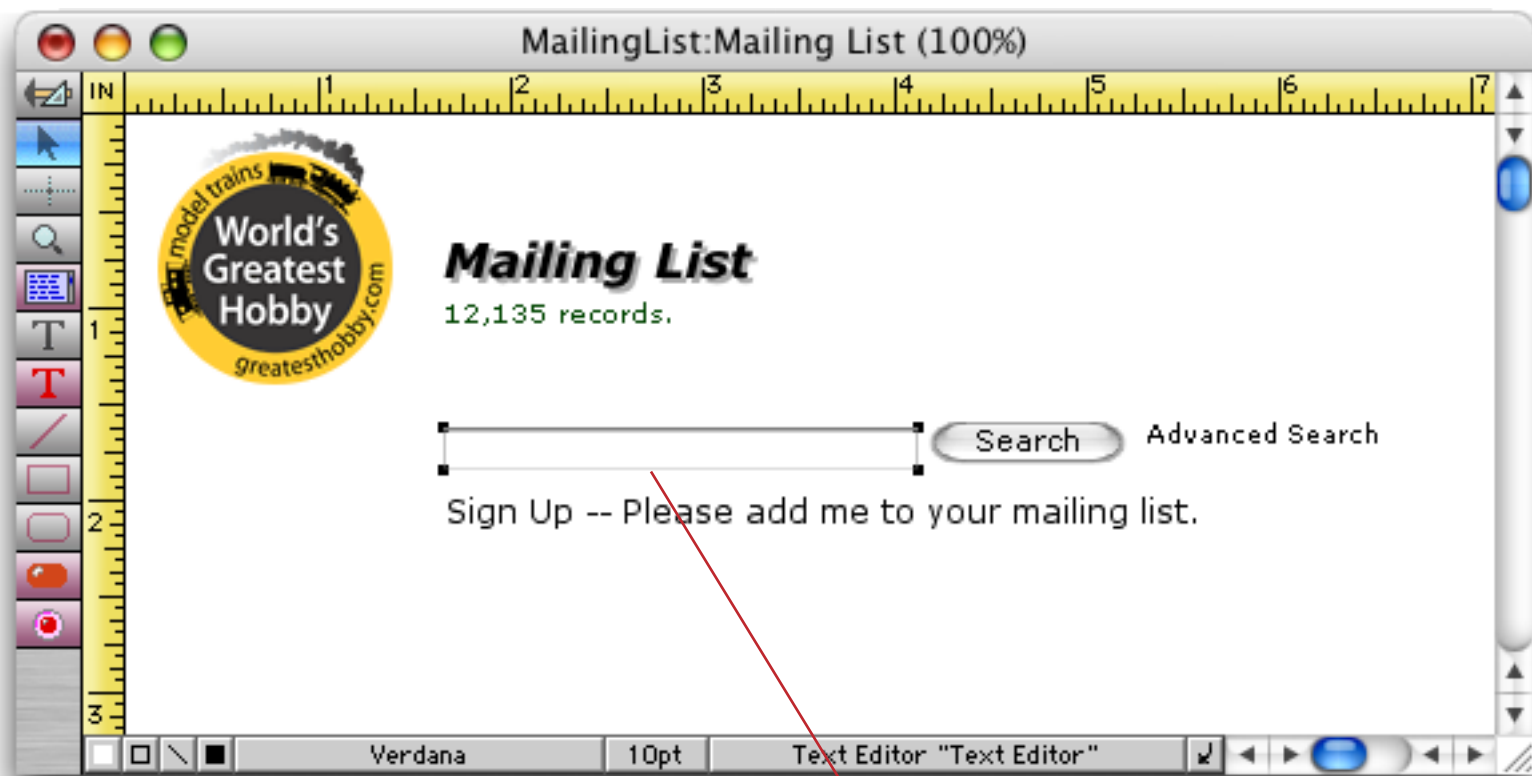 MailingList:Mailing List (100%)
IN
1 2 3 4 5 6 7
model trains
World's
Greatest
Hobby
greatesthobby.com
Mailing List
12,135 records.
1
Search Advanced Search
T
T
2
Sign Up -- Please add me to your mailing list.
3
Verdana 10pt Text Editor "Text Editor"